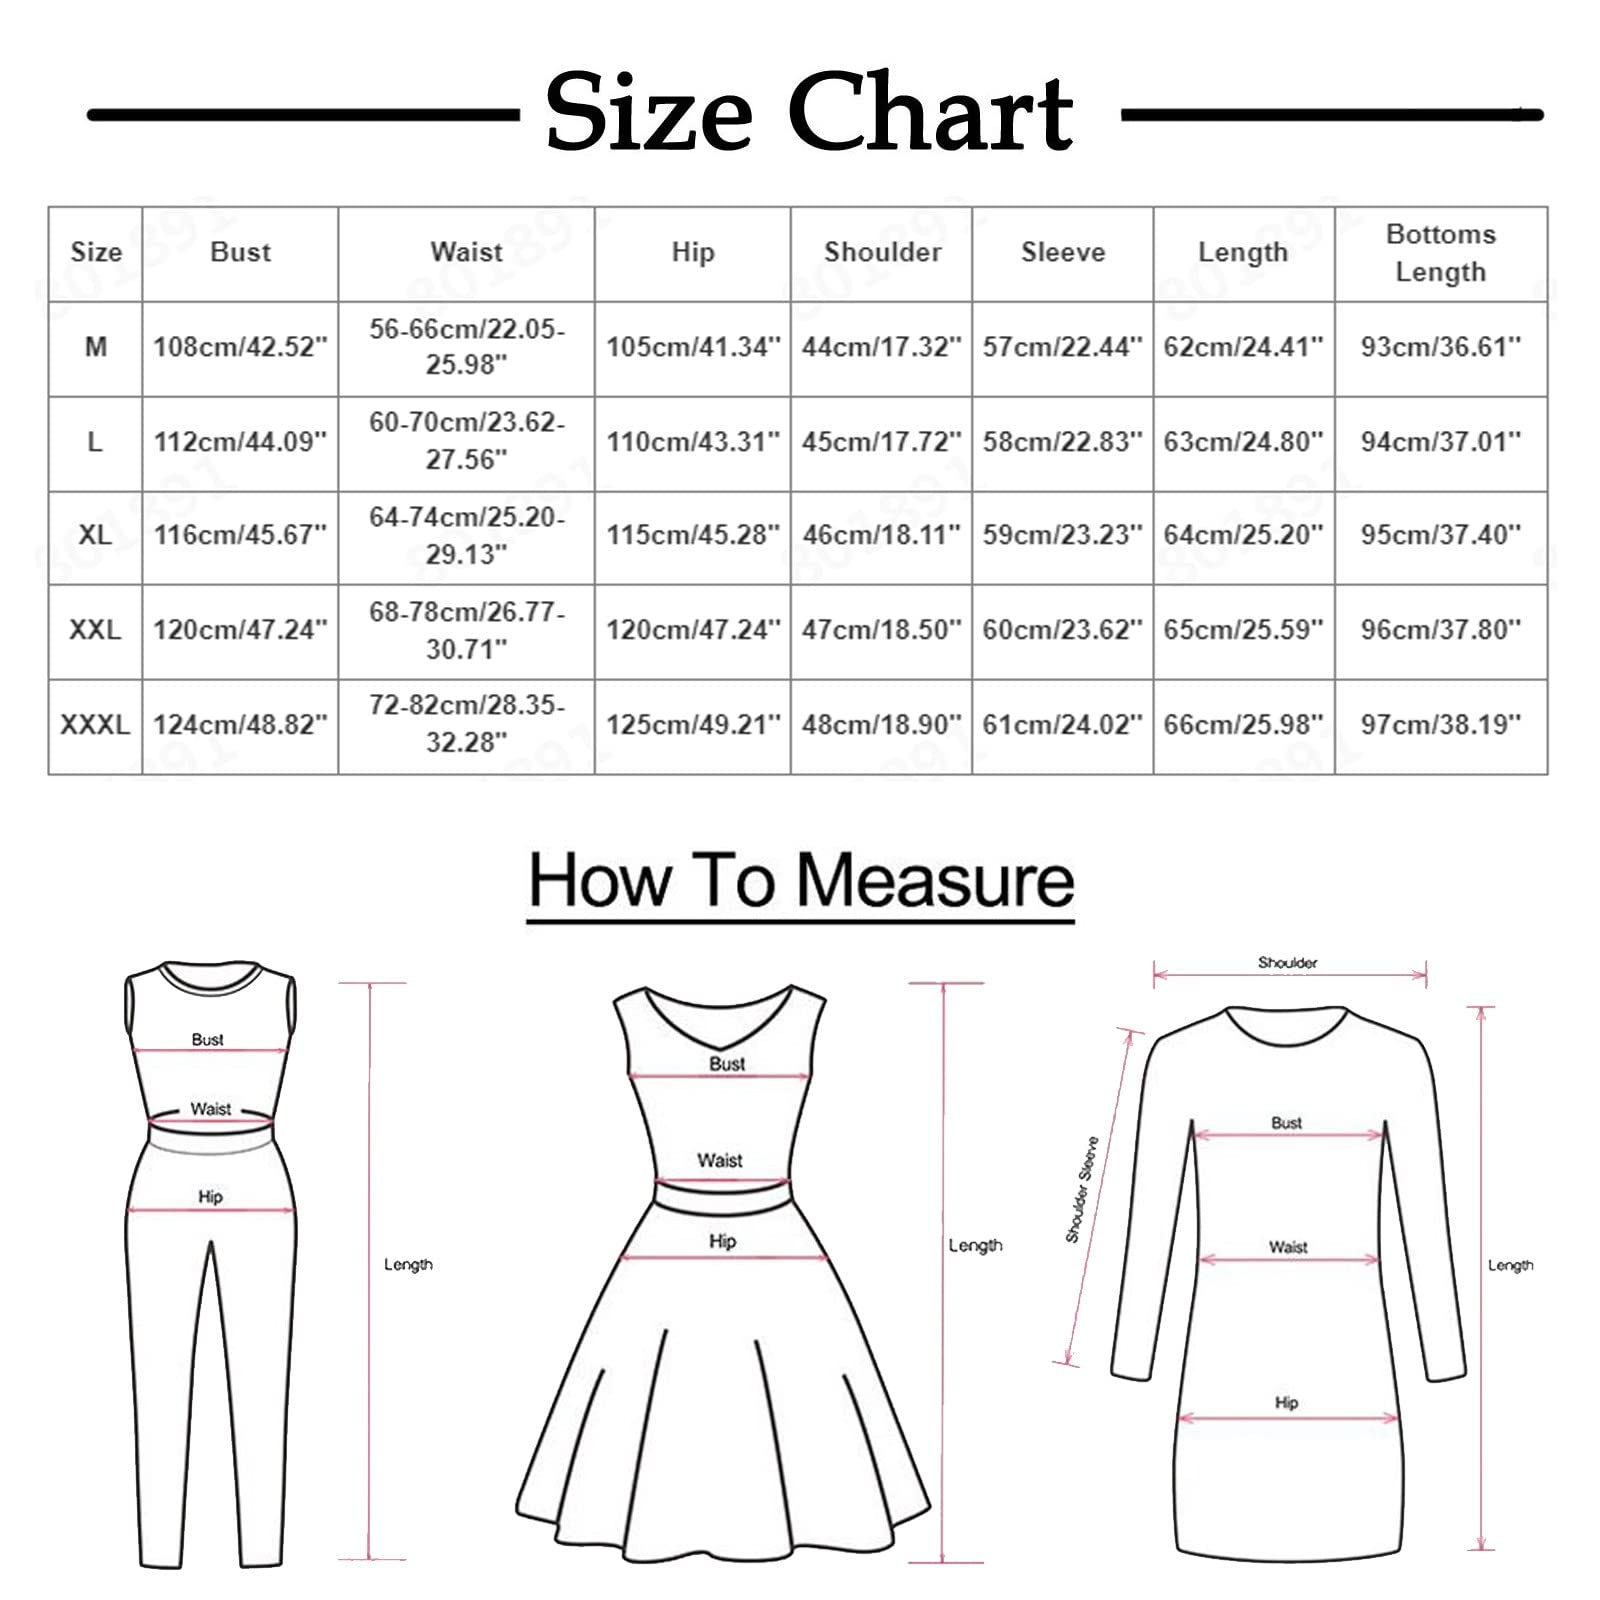 Size Chart
Size Bust Waist Hip Shoulder Sleeve Length Bottoms Length
M 108cm/42.52" 56-66cm/22.05-25.98" 105cm/41.34" 44cm/17.32" 57cm/22.44" 62cm/24.41" 93cm/36.61"
L 112cm/44.09" 60-70cm/23.62-27.56" 110cm/43.31" 45cm/17.72" 58cm/22.83" 63cm/24.80" 94cm/37.01"
XL 116cm/45.67" 64-74cm/25.20-29.13" 115cm/45.28" 46cm/18.11" 59cm/23.23" 64cm/25.20" 95cm/37.40"
XXL 120cm/47.24" 68-78cm/26.77-30.71" 120cm/47.24" 47cm/18.50" 60cm/23.62" 65cm/25.59" 96cm/37.80"
XXXL 124cm/48.82" 72-82cm/28.35-32.28" 125cm/49.21" 48cm/18.90" 61cm/24.02" 66cm/25.98" 97cm/38.19"
801891
How To Measure
Bust
Waist
Hip
Length
Bust
Waist
Hip
Length
Shoulder
Shoulder Sleeve
Bust
Waist
Hip
Length